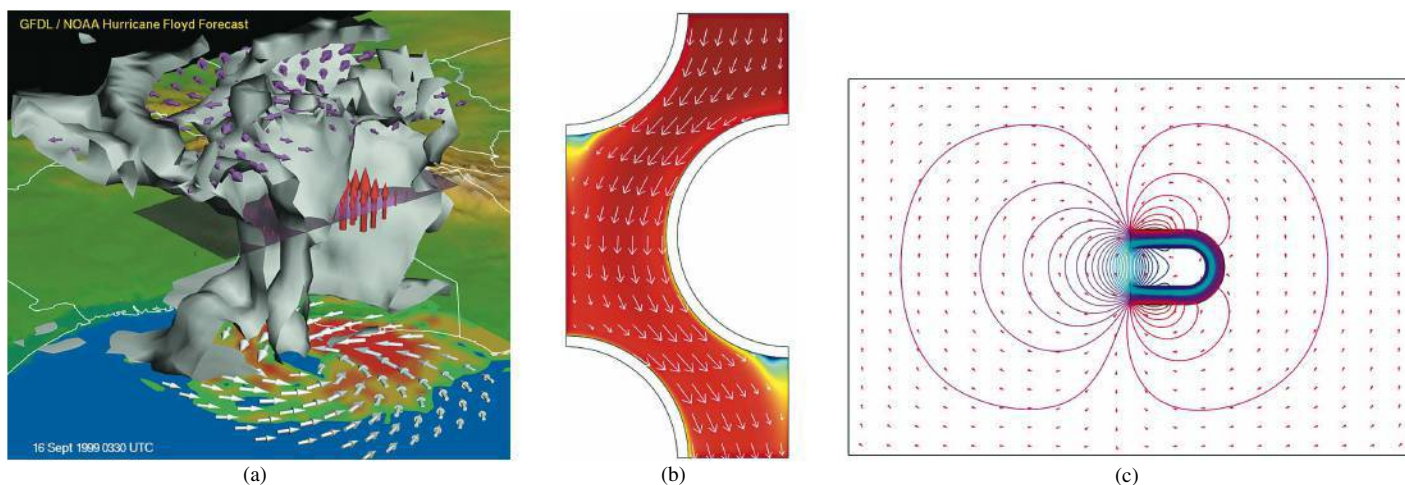 GFDL / NOAA Hurricane Floyd Forecast
16 Sept 1999 0330 UTC
(a)
(b)
(c)